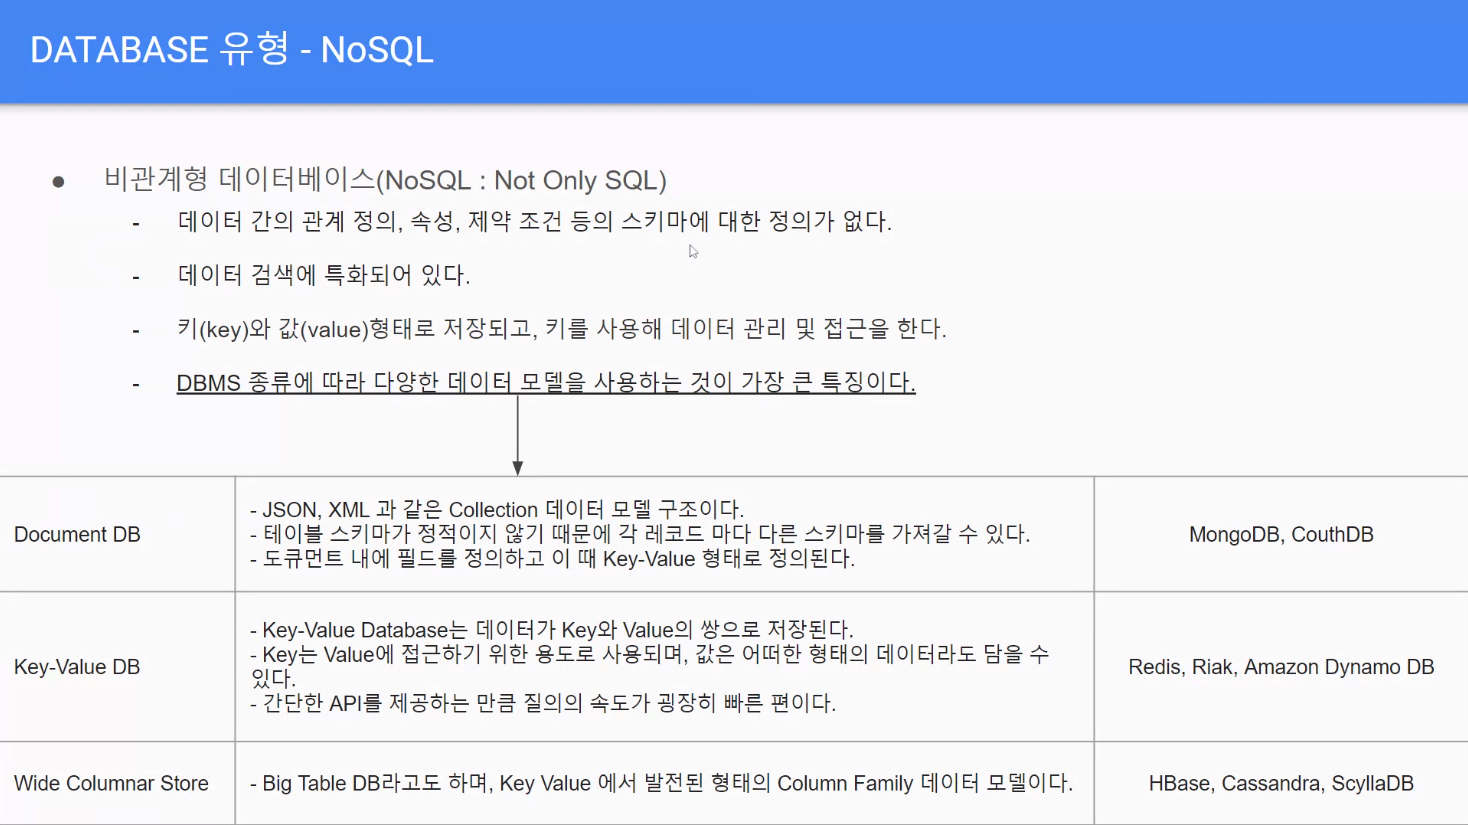 DATABASE 유형 - NoSQL
● 비관계형 데이터베이스(NoSQL : Not Only SQL)
- 데이터 간의 관계 정의, 속성, 제약 조건 등의 스키마에 대한 정의가 없다.
- 데이터 검색에 특화되어 있다.
- 키(key)와 값(value)형태로 저장되고, 키를 사용해 데이터 관리 및 접근을 한다.
- DBMS 종류에 따라 다양한 데이터 모델을 사용하는 것이 가장 큰 특징이다.
Document DB
- JSON, XML 과 같은 Collection 데이터 모델 구조이다.
- 테이블 스키마가 정적이지 않기 때문에 각 레코드 마다 다른 스키마를 가져갈 수 있다.
- 도큐먼트 내에 필드를 정의하고 이 때 Key-Value 형태로 정의된다.
MongoDB, CouthDB
Key-Value DB
- Key-Value Database는 데이터가 Key와 Value의 쌍으로 저장된다.
- Key는 Value에 접근하기 위한 용도로 사용되며, 값은 어떠한 형태의 데이터라도 담을 수
있다.
- 간단한 API를 제공하는 만큼 질의의 속도가 굉장히 빠른 편이다.
Redis, Riak, Amazon Dynamo DB
Wide Columnar Store
- Big Table DB라고도 하며, Key Value 에서 발전된 형태의 Column Family 데이터 모델이다.
HBase, Cassandra, ScyllaDB